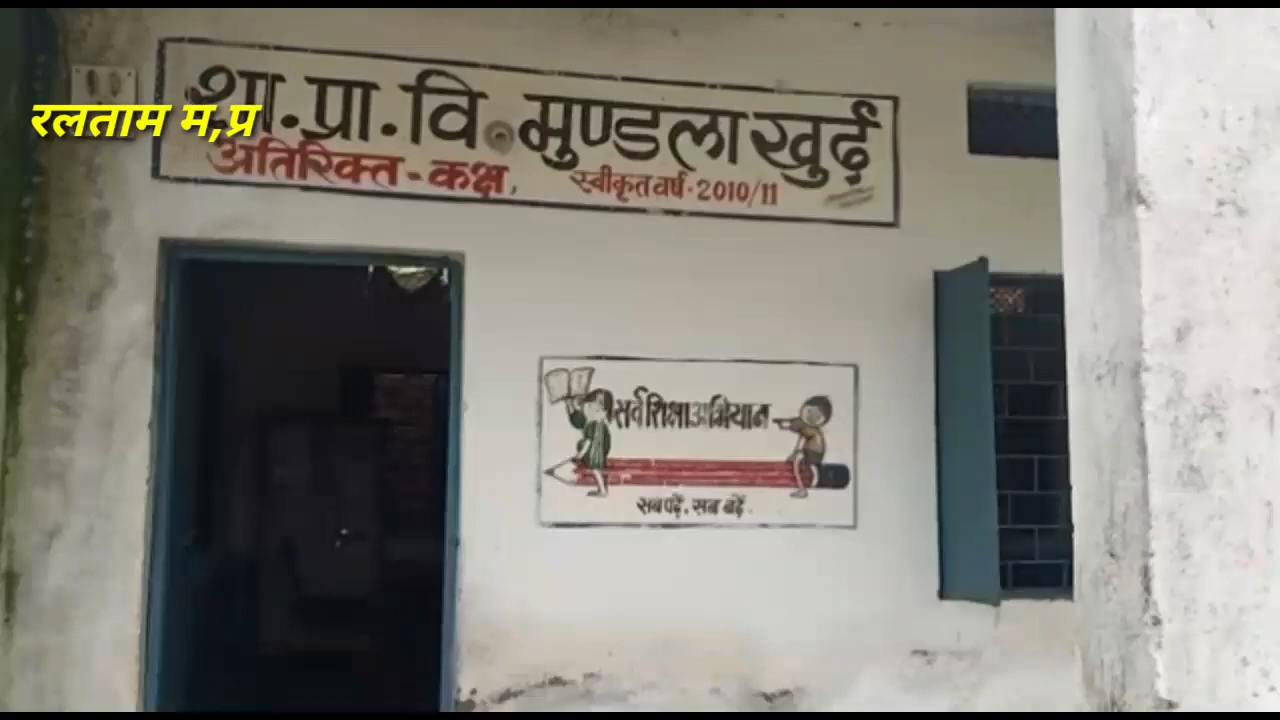 रलताम म,प्र
शा.प्रा.वि.मुण्डला खुर्द
अतिरिक्त-कक्ष, स्वीकृत वर्ष-2010/11
सर्व शिक्षा अभियान
सब पढ़ें, सब बढ़ें.